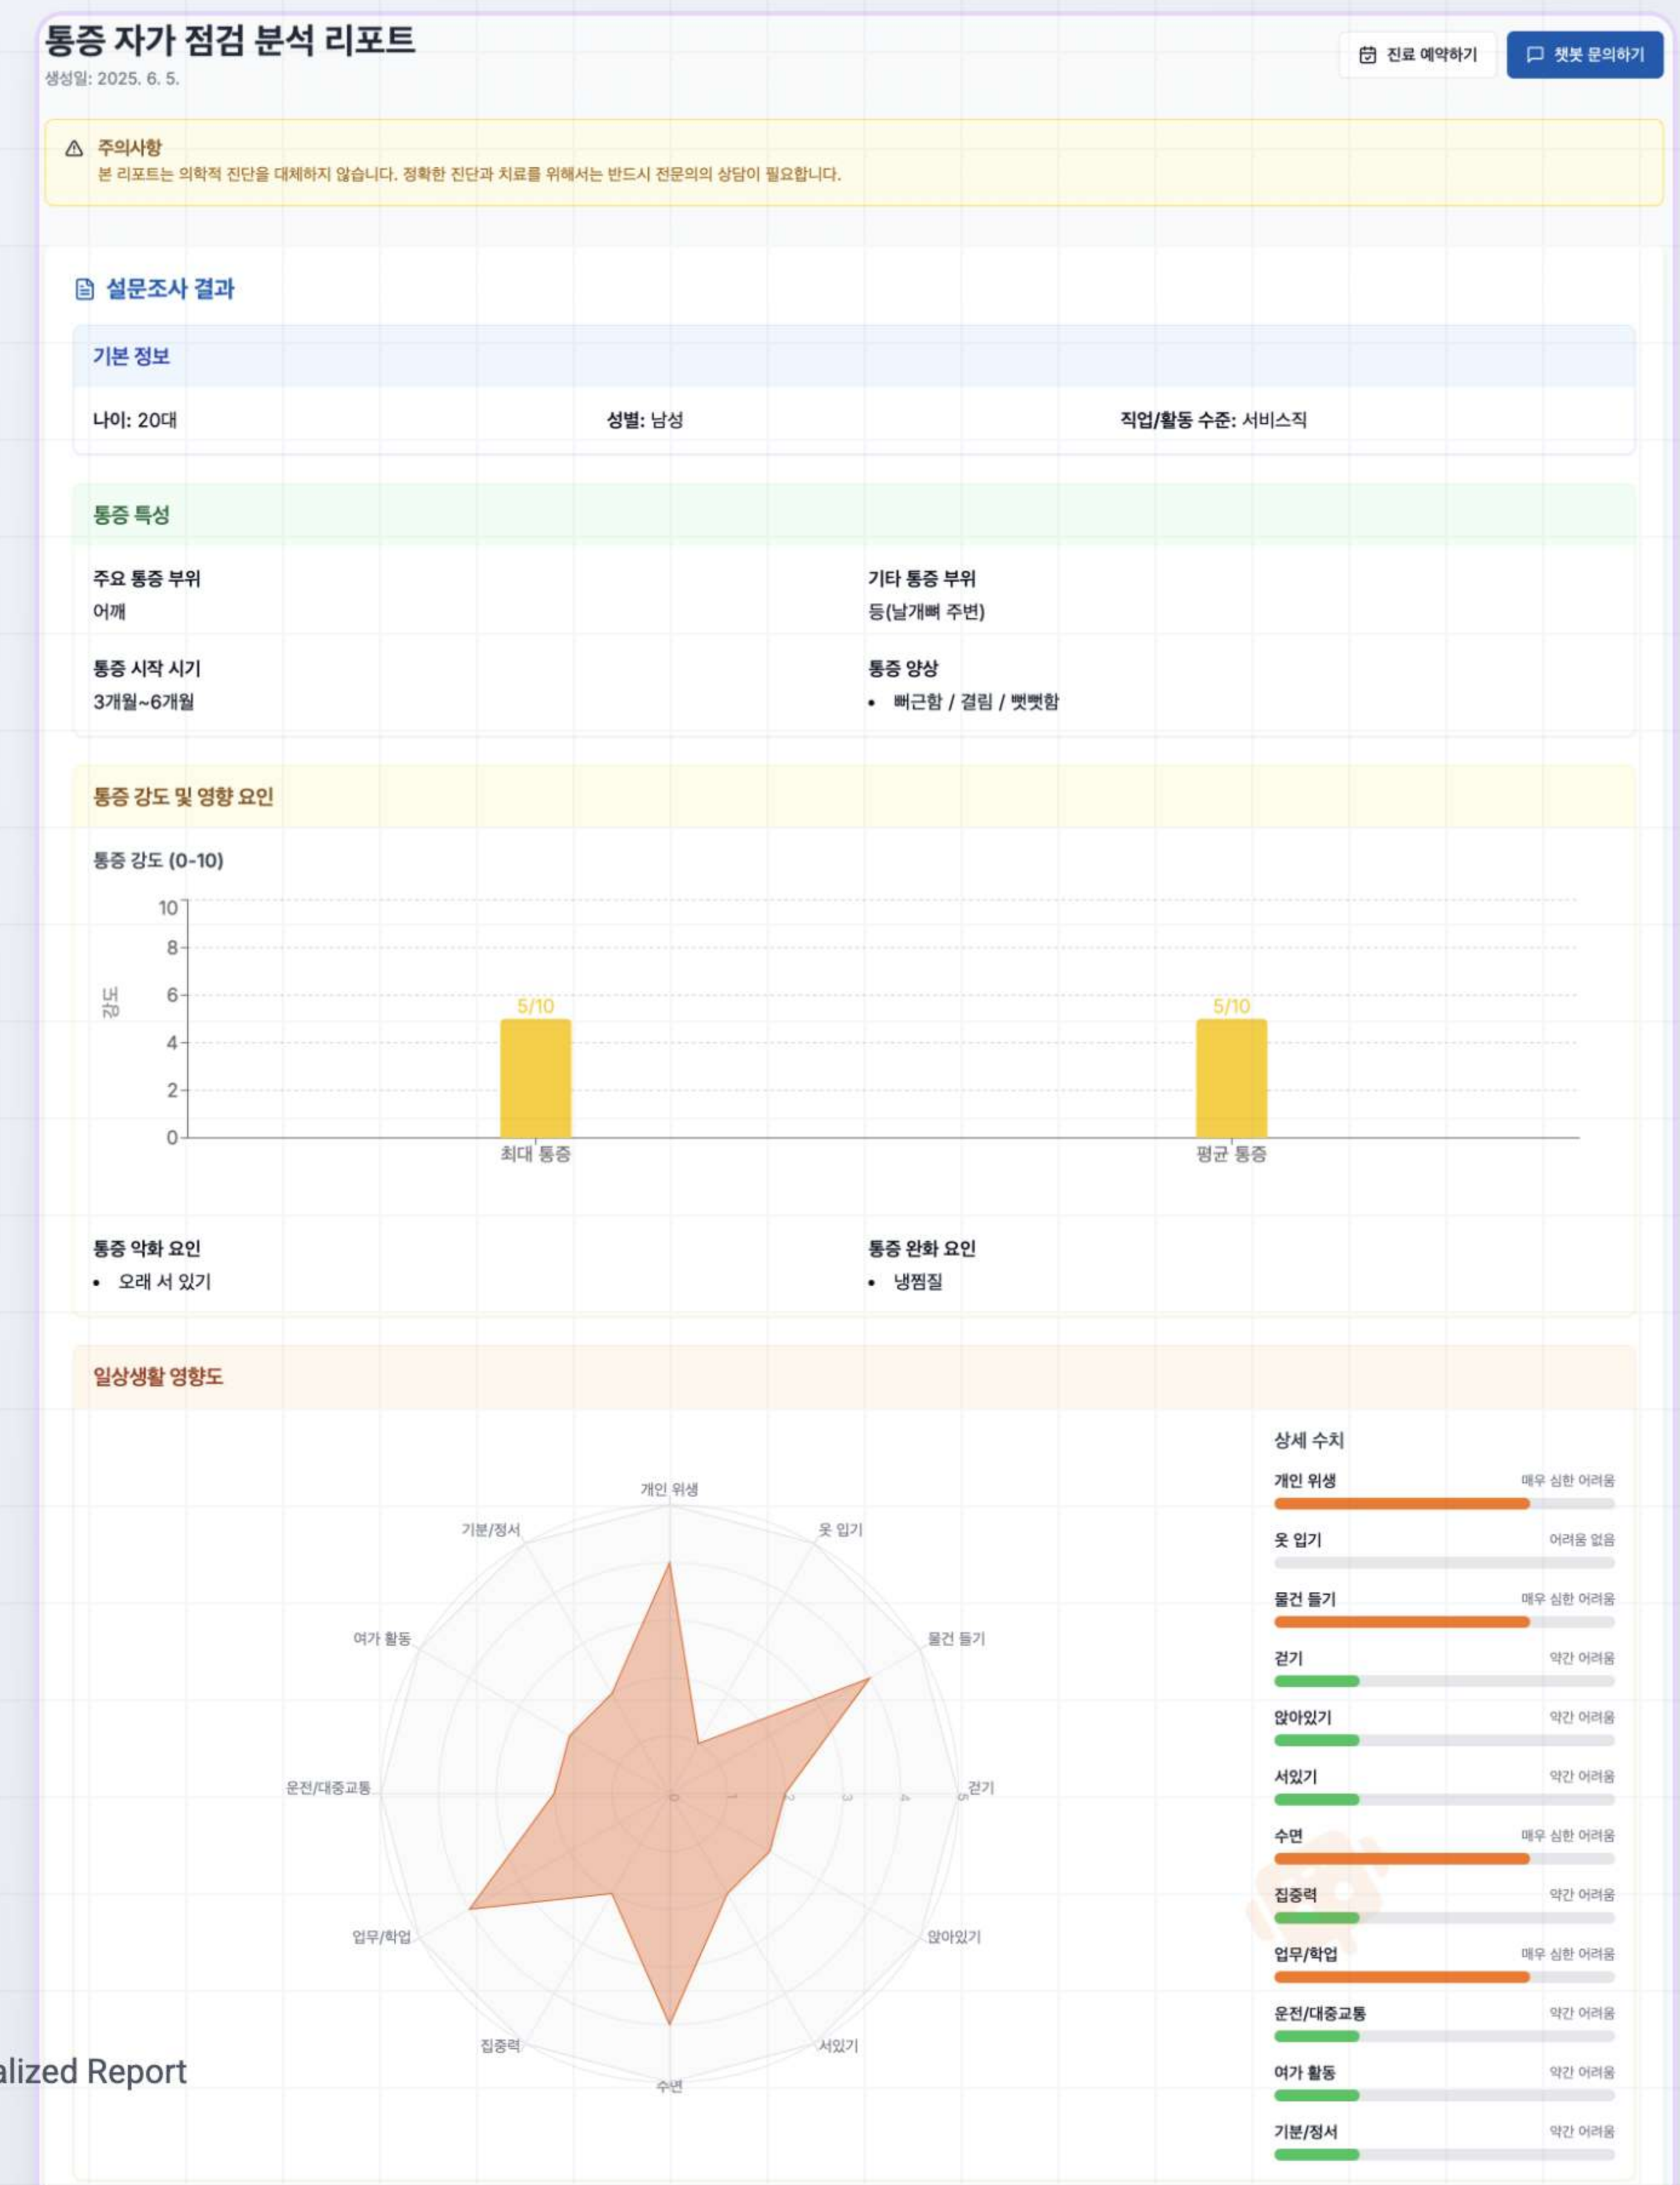 통증 자가 점검 분석 리포트
생성일: 2025. 6. 5.
진료 예약하기
챗봇 문의하기
주의사항
본 리포트는 의학적 진단을 대체하지 않습니다. 정확한 진단과 치료를 위해서는 반드시 전문의의 상담이 필요합니다.
설문조사 결과
기본 정보
나이: 20대
성별: 남성
직업/활동 수준: 서비스직
통증 특성
주요 통증 부위
어깨
기타 통증 부위
등(날개뼈 주변)
통증 시작 시기
3개월~6개월
통증 양상
• 뻐근함 / 결림 / 뻣뻣함
통증 강도 및 영향 요인
통증 강도 (0-10)
강도
10
8
6
4
2
0
5/10
5/10
최대 통증
평균 통증
통증 악화 요인
• 오래 서 있기
통증 완화 요인
• 냉찜질
일상생활 영향도
개인 위생
옷 입기
물건 들기
걷기
앉아있기
서있기
수면
집중력
업무/학업
운전/대중교통
여가 활동
기분/정서
0
1
2
3
4
5
상세 수치
개인 위생 매우 심한 어려움
옷 입기 어려움 없음
물건 들기 매우 심한 어려움
걷기 약간 어려움
앉아있기 약간 어려움
서있기 약간 어려움
수면 매우 심한 어려움
집중력 약간 어려움
업무/학업 매우 심한 어려움
운전/대중교통 약간 어려움
여가 활동 약간 어려움
기분/정서 약간 어려움
alized Report